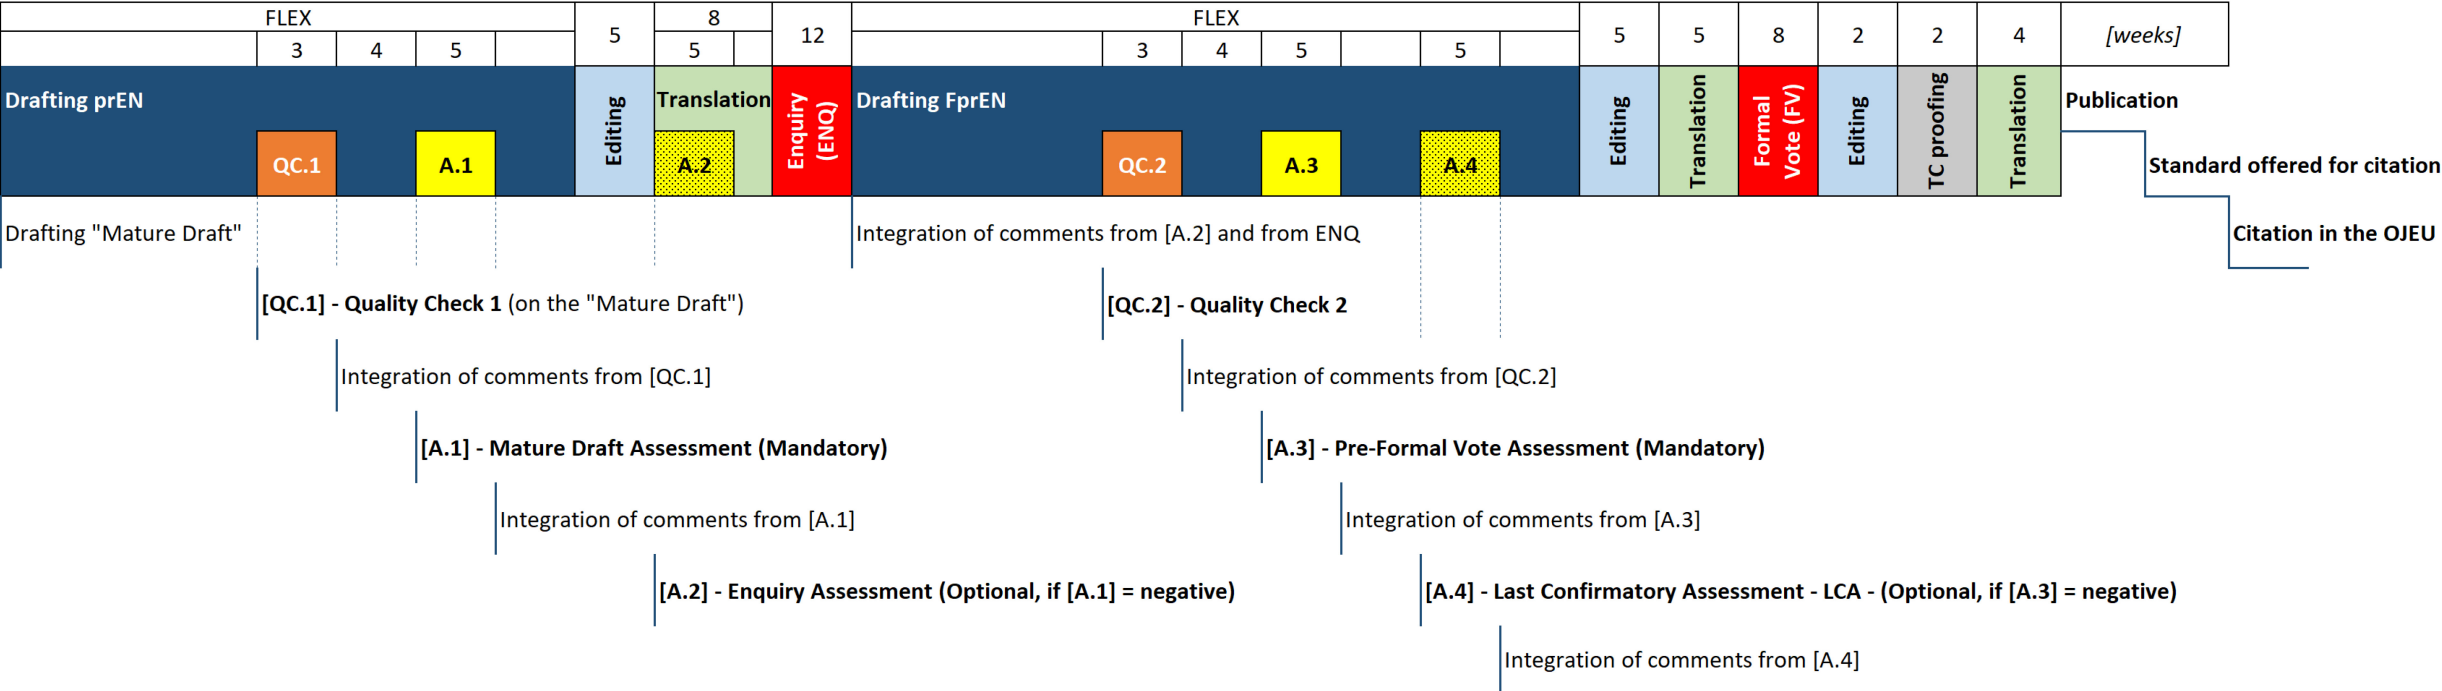 FLEX
8
FLEX
5
12
5
5
8
2
2
4
[weeks]
3
4
5
5
3
4
5
5
Drafting prEN
Editing
Translation
Enquiry
(ENQ)
Drafting FprEN
Editing
Translation
Formal
Vote (FV)
Editing
TC proofing
Translation
Publication
QC.1
A.1
A.2
QC.2
A.3
A.4
Standard offered for citation
Drafting "Mature Draft"
Integration of comments from [A.2] and from ENQ
Citation in the OJEU
[QC.1] - Quality Check 1 (on the "Mature Draft")
[QC.2] - Quality Check 2
Integration of comments from [QC.1]
Integration of comments from [QC.2]
[A.1] - Mature Draft Assessment (Mandatory)
[A.3] - Pre-Formal Vote Assessment (Mandatory)
Integration of comments from [A.1]
Integration of comments from [A.3]
[A.2] - Enquiry Assessment (Optional, if [A.1] = negative)
[A.4] - Last Confirmatory Assessment - LCA - (Optional, if [A.3] = negative)
Integration of comments from [A.4]